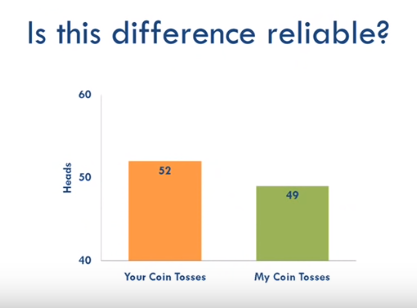 Is this difference reliable?
60
50
40
Heads
52
49
Your Coin Tosses
My Coin Tosses